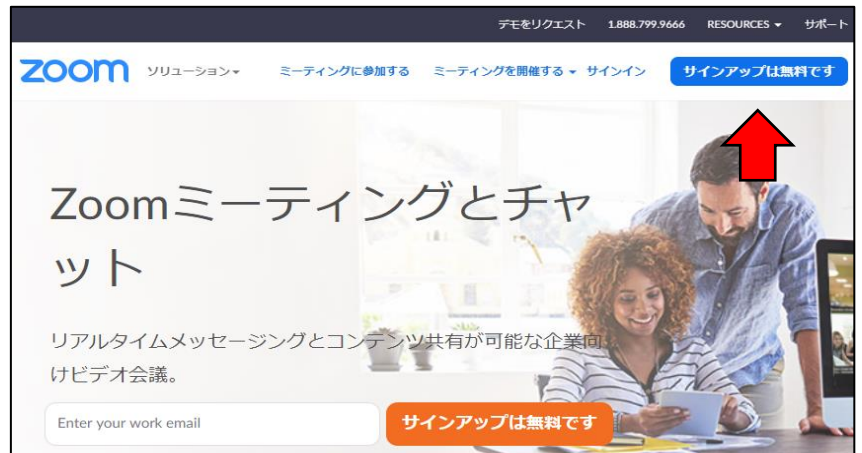 デモをリクエスト 1.888.799.9666 RESOURCES サポート
zoom ソリューション ミーティングに参加する ミーティングを開催する サインイン サインアップは無料です
Zoomミーティングとチャ
ット
リアルタイムメッセージングとコンテンツ共有が可能な企業向
けビデオ会議。
Enter your work email サインアップは無料です